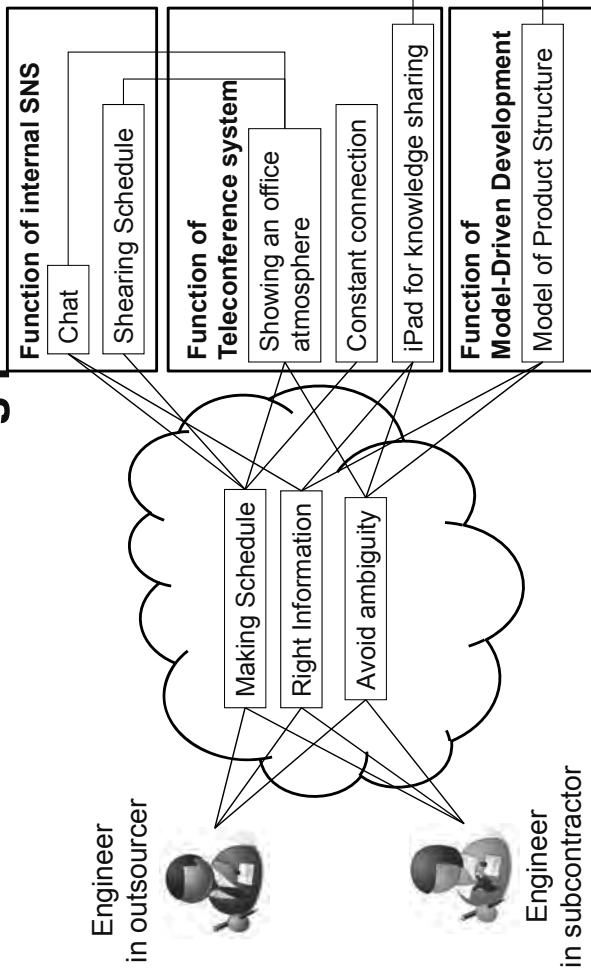 Engineer
in outsourcer
Engineer
in subcontractor
Making Schedule
Right Information
Avoid ambiguity
Function of internal SNS
Chat
Shearing Schedule
Function of
Teleconference system
Showing an office
atmosphere
Constant connection
iPad for knowledge sharing
Function of
Model-Driven Development
Model of Product Structure